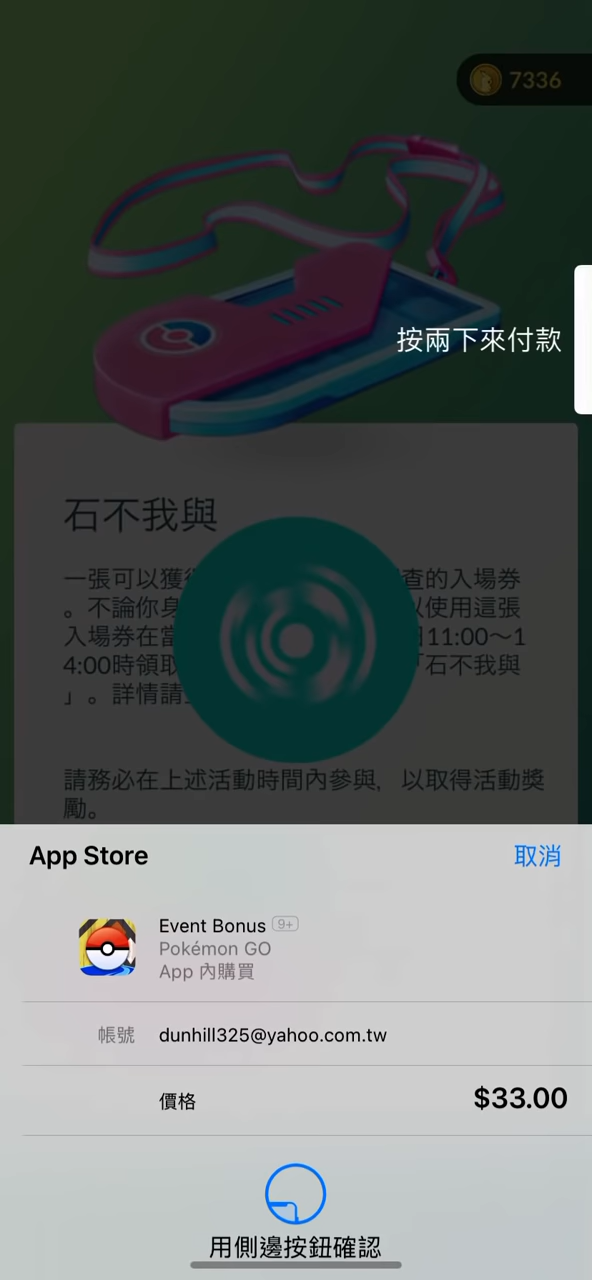 7336
按兩下來付款
石不我與
一張可以獲
查的入場券
。不論你身
以使用這張
入場券在當
11:00～1
4:00時領取
「石不我與
」。詳情請
請務必在上述活動時間內參與，以取得活動獎
勵。
App Store
取消
Event Bonus 9+
Pokémon GO
App 內購買
帳號 dunhill325@yahoo.com.tw
價格 $33.00
用側邊按鈕確認